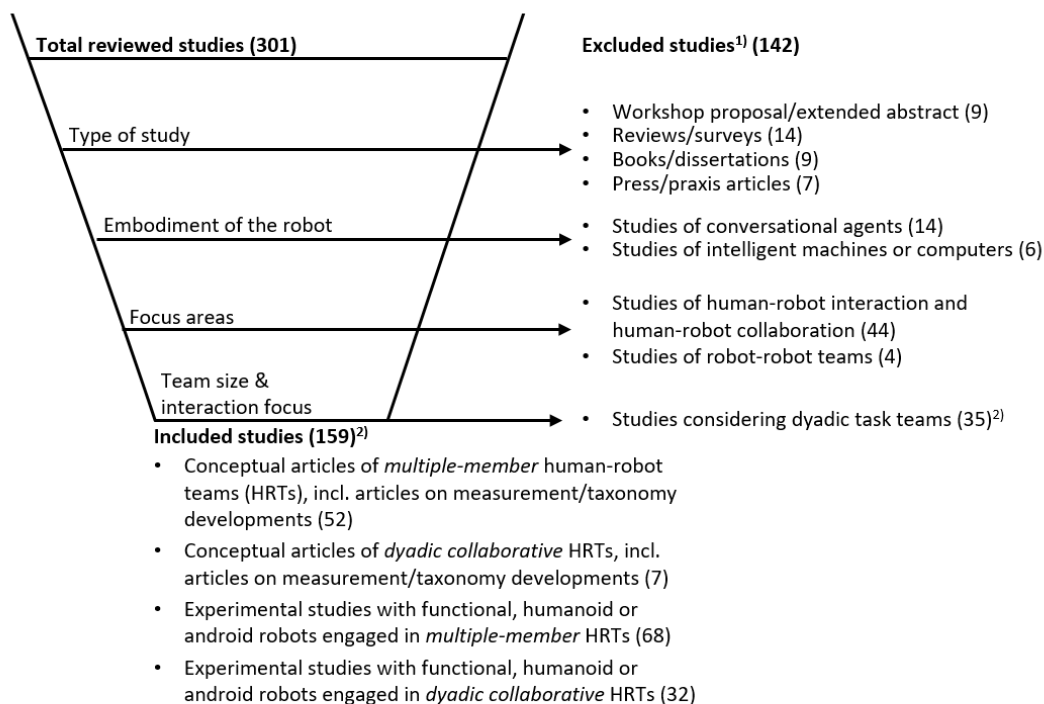 Total reviewed studies (301)
Excluded studies1) (142)
Type of study
• Workshop proposal/extended abstract (9)
• Reviews/surveys (14)
• Books/dissertations (9)
• Press/praxis articles (7)
Embodiment of the robot
• Studies of conversational agents (14)
• Studies of intelligent machines or computers (6)
Focus areas
• Studies of human-robot interaction and
human-robot collaboration (44)
• Studies of robot-robot teams (4)
Team size &
interaction focus
• Studies considering dyadic task teams (35)2)
Included studies (159)2)
• Conceptual articles of multiple-member human-robot
teams (HRTs), incl. articles on measurement/taxonomy
developments (52)
• Conceptual articles of dyadic collaborative HRTs, incl.
articles on measurement/taxonomy developments (7)
• Experimental studies with functional, humanoid or
android robots engaged in multiple-member HRTs (68)
• Experimental studies with functional, humanoid or
android robots engaged in dyadic collaborative HRTs (32)